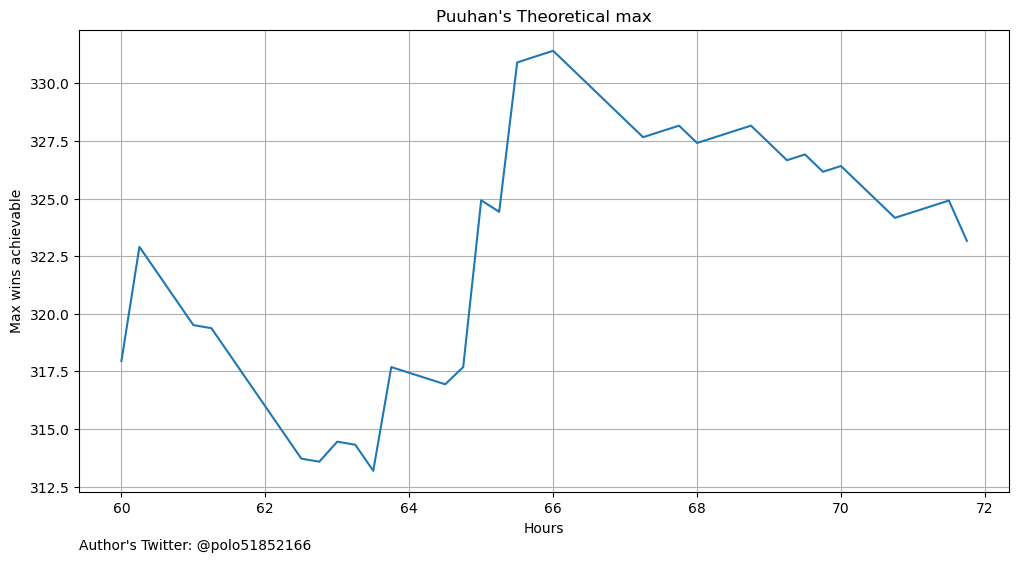 Puuhan's Theoretical max
Max wins achievable
330.0
327.5
325.0
322.5
320.0
317.5
315.0
312.5
60 62 64 66 68 70 72
Hours
Author's Twitter: @polo51852166